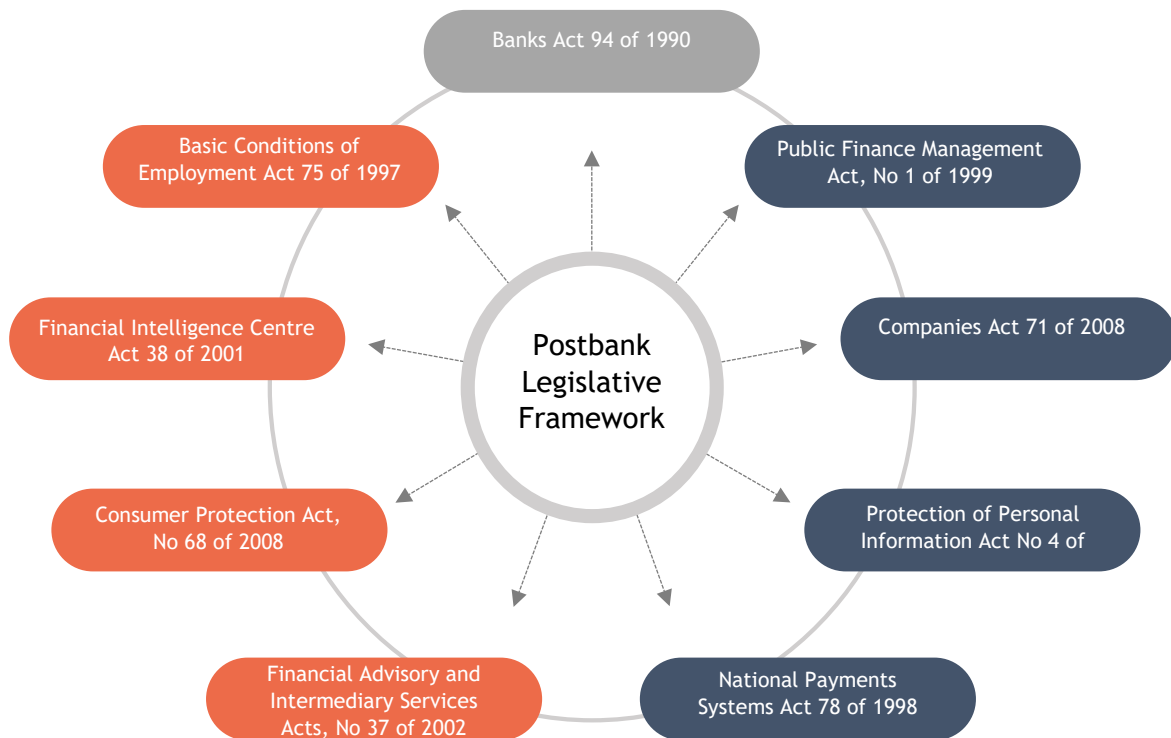 Banks Act 94 of 1990
Basic Conditions of
Employment Act 75 of 1997
Public Finance Management
Act, No 1 of 1999
Financial Intelligence Centre
Act 38 of 2001
Postbank
Legislative
Framework
Companies Act 71 of 2008
Consumer Protection Act,
No 68 of 2008
Protection of Personal
Information Act No 4 of
Financial Advisory and
Intermediary Services
Acts, No 37 of 2002
National Payments
Systems Act 78 of 1998